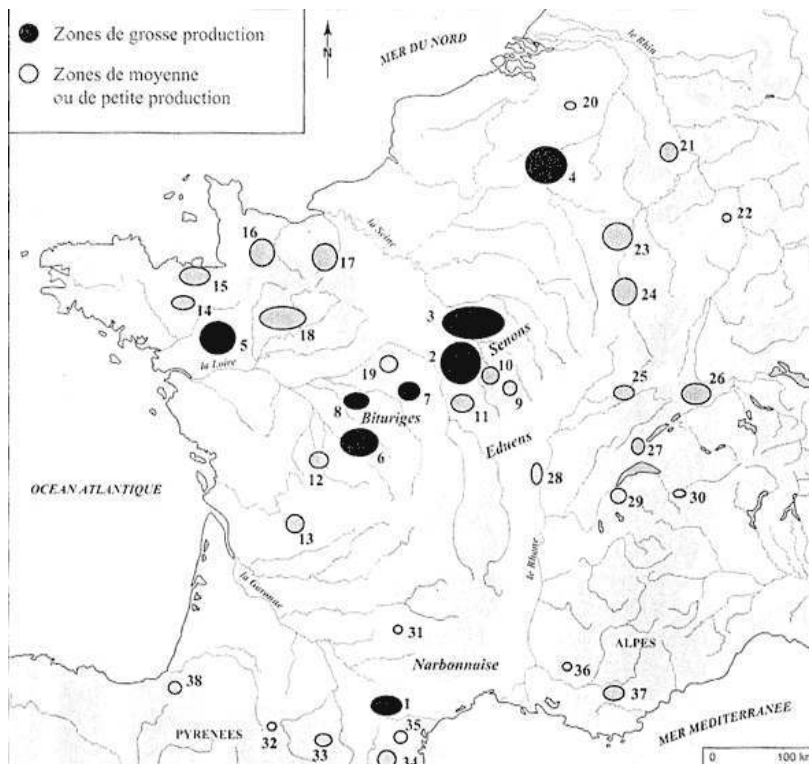 Zones de grosse production
Zones de moyenne
ou de petite production
N
MER DU NORD
le Rhin
20
21
4
22
la Seine
16
17
23
15
24
14
18
3
5
Senons
2
la Loire
19
10
25
26
7
9
8
11
Bituriges
27
Eduens
6
28
12
OCEAN ATLANTIQUE
29
30
13
le Rhone
la Garonne
31
ALPES
36
Narbonnaise
38
37
1
35
MER MEDITERRANEE
PYRENEES
32
33
34
0
100 km